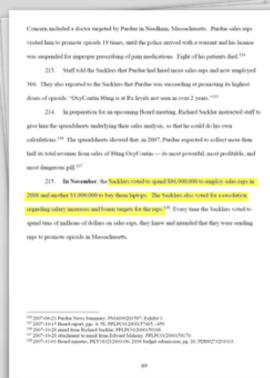 Concern included a doctor targeted by Purdue in Needham, Massachusetts. Purdue sales reps
visited him to promote opioids 19 times, until the police arrived with a warrant and his license
was suspended for improper prescribing of pain medications. Eight of his patients died.
213. Staff told the Sacklers that Purdue had hired more sales reps and now employed
304. They also reported to the Sacklers that Purdue was succeeding at promoting its highest
doses of opioids: “OxyContin 80mg is at Rx levels not seen in over 2 years.”
214. In preparation for an upcoming Board meeting, Richard Sackler instructed staff to
give him the spreadsheets underlying their sales analysis, so that he could do his own
calculations. The spreadsheets showed that, in 2007, Purdue expected to collect more than
half its total revenue from sales of 80mg OxyContin — its most powerful, most profitable, and
most dangerous pill.
215. In November, the Sacklers voted to spend $86,900,000 to employ sales reps in
2008 and another $1,000,000 to buy them laptops. The Sacklers also voted for a resolution
regarding salary increases and bonus targets for the reps. Every time the Sacklers voted to
spend tens of millions of dollars on sales reps, they knew and intended that they were sending
reps to promote opioids in Massachusetts.
69